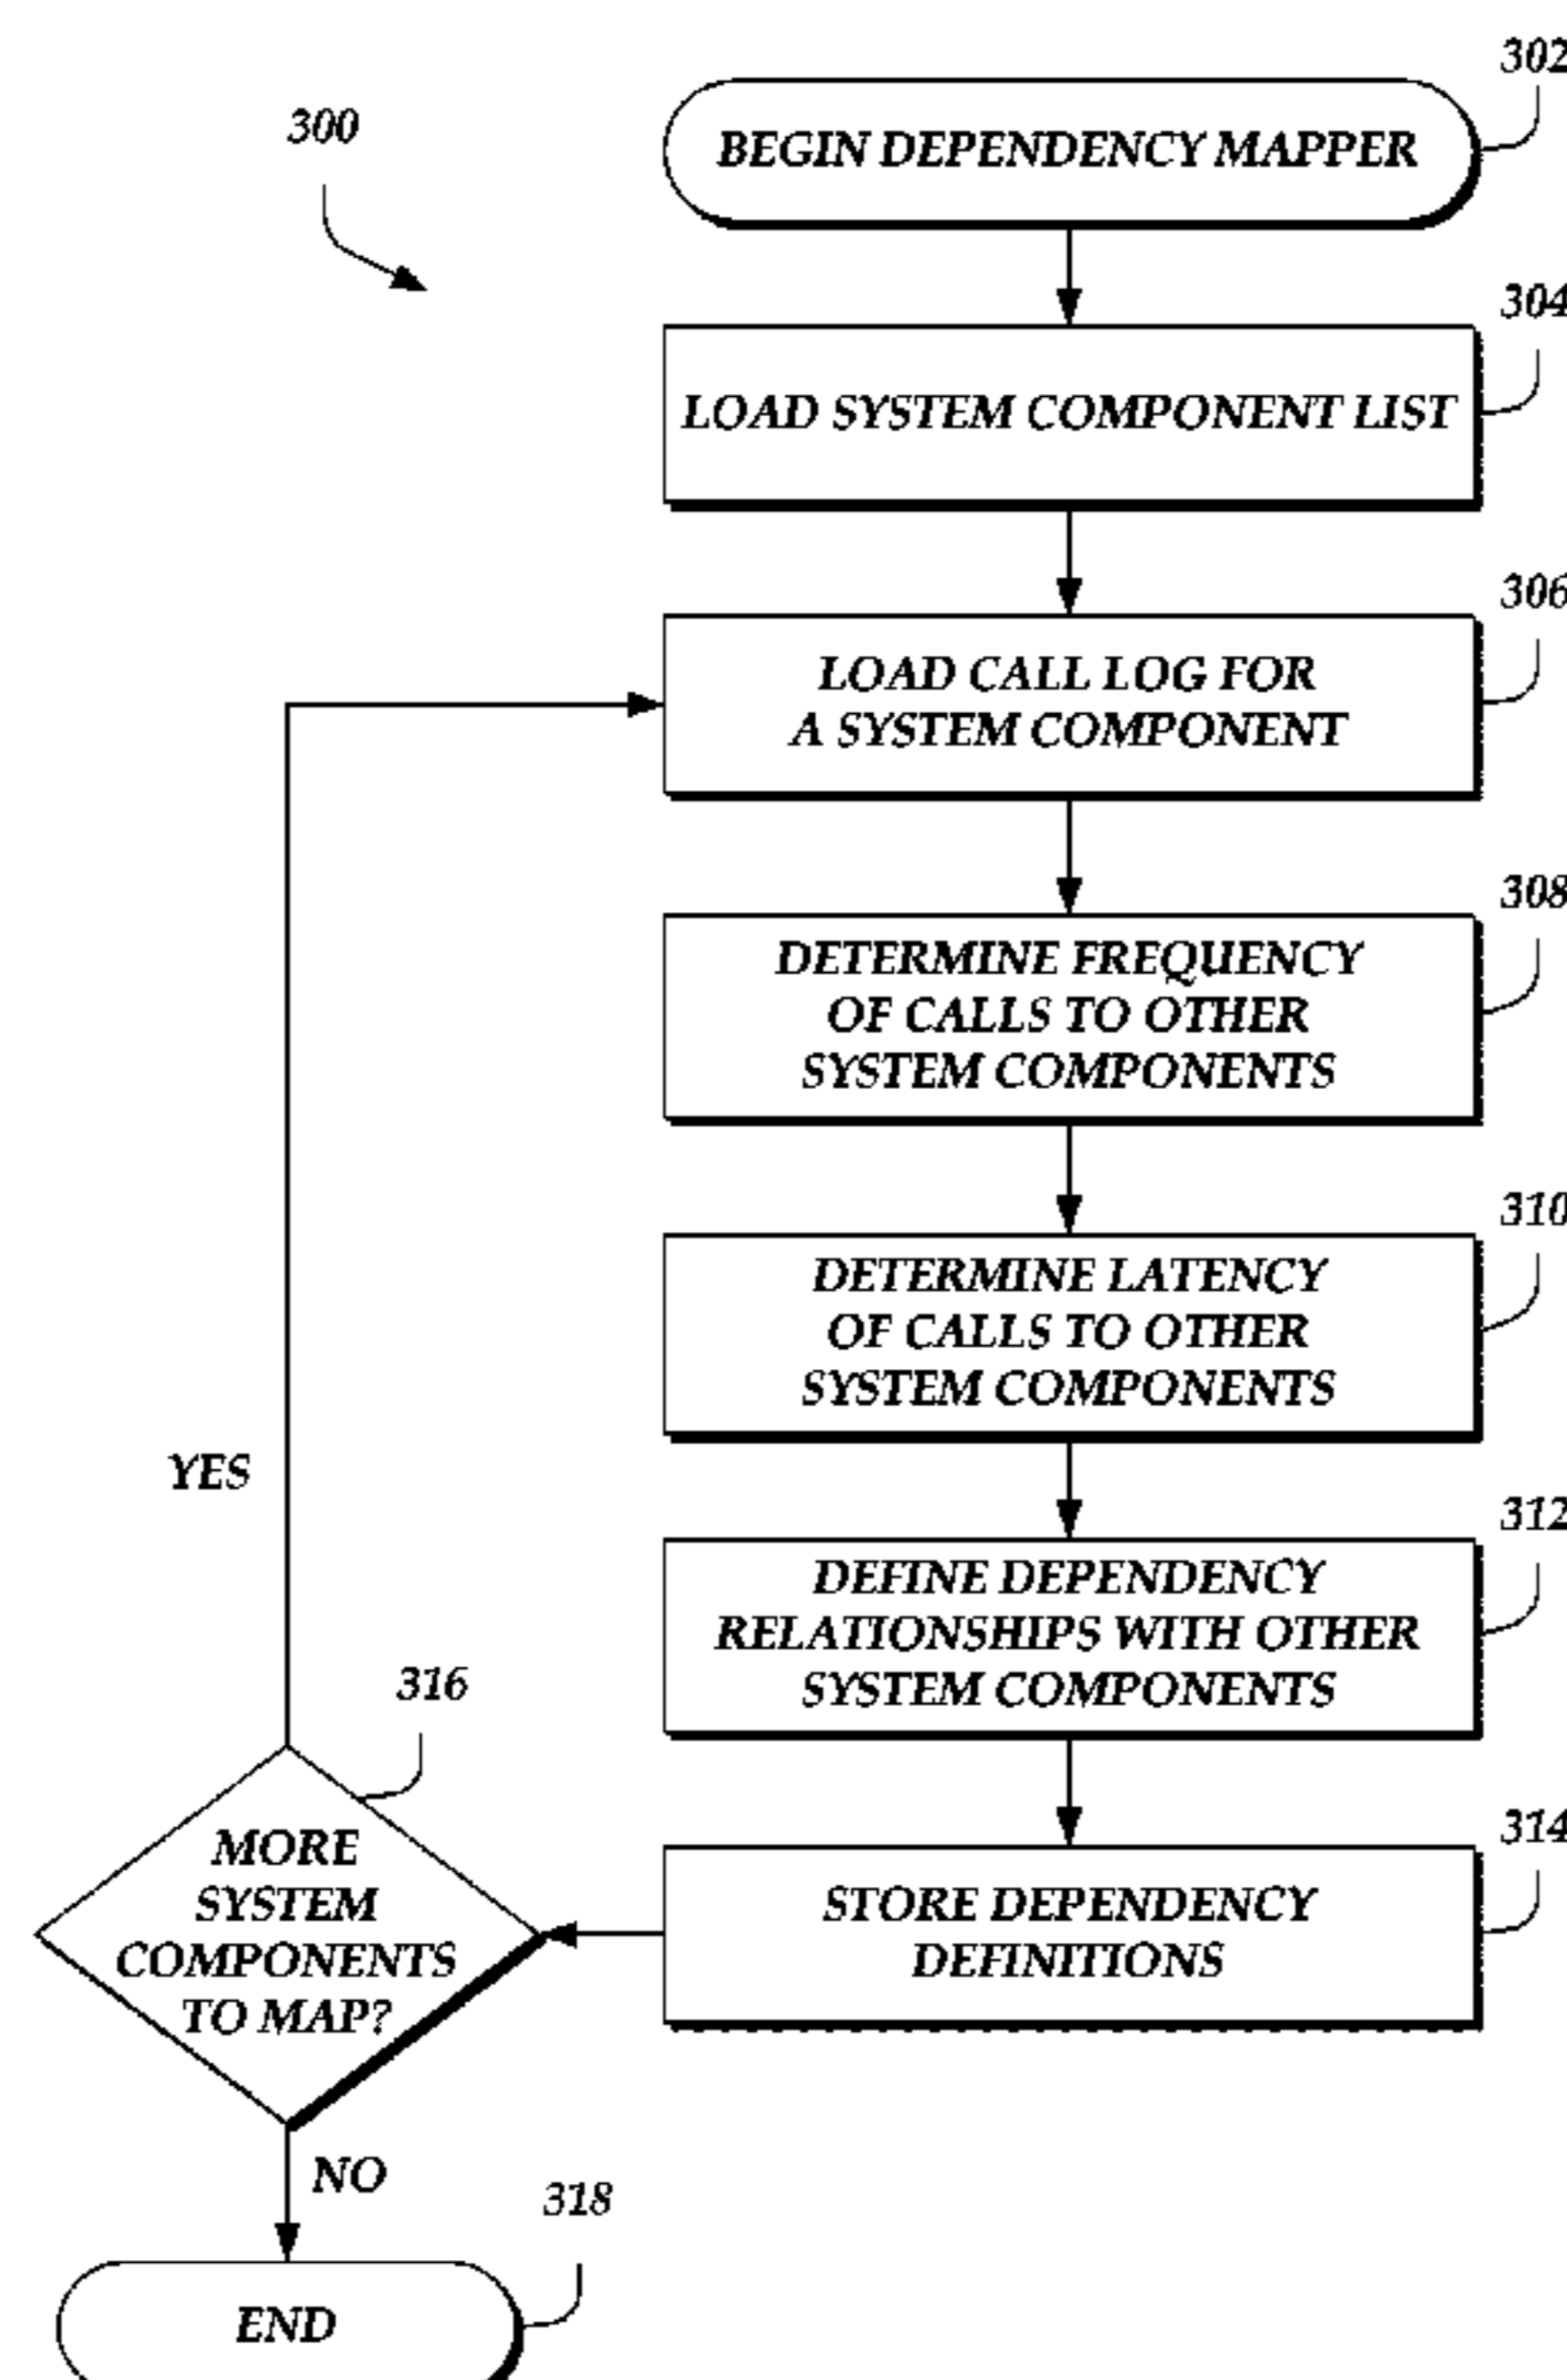 302
300
BEGIN DEPENDENCY MAPPER
304
LOAD SYSTEM COMPONENT LIST
306
LOAD CALL LOG FOR
A SYSTEM COMPONENT
308
DETERMINE FREQUENCY
OF CALLS TO OTHER
SYSTEM COMPONENTS
310
DETERMINE LATENCY
OF CALLS TO OTHER
SYSTEM COMPONENTS
YES
312
DEFINE DEPENDENCY
RELATIONSHIPS WITH OTHER
SYSTEM COMPONENTS
316
314
STORE DEPENDENCY
DEFINITIONS
MORE
SYSTEM
COMPONENTS
TO MAP?
NO
318
END